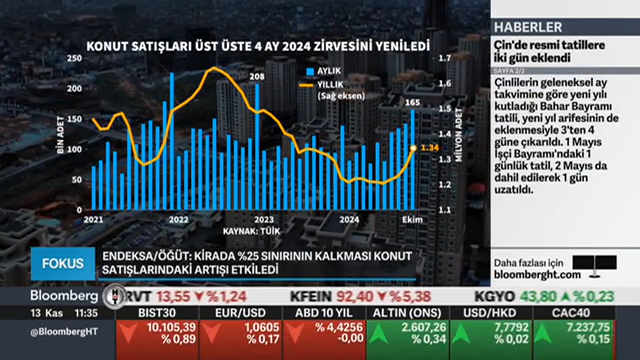 KONUT SATIŞLARI ÜST ÜSTE 4 AY 2024 ZİRVESİNİ YENİLEDİ
250
200
150
100
50
0
BİN ADET
AYLIK
YILLIK
(Sağ eksen)
208
165
1.34
1.7
1.6
1.5
1.4
1.3
1.2
1.1
MİLYON ADET
2021
2022
2023
2024
Ekim
KAYNAK: TÜİK
HABERLER
Çin'de resmi tatillere
iki gün eklendi
SAYFA 2/2
Çinlilerin geleneksel ay
takvimine göre yeni yılı
kutladığı Bahar Bayramı
tatili, yeni yıl arifesinin de
eklenmesiyle 3'ten 4
güne çıkarıldı. 1 Mayıs
İşçi Bayramı'ndaki 1
günlük tatil, 2 Mayıs da
dahil edilerek 1 gün
uzatıldı.
Daha fazlası için
bloomberght.com
FOKUS
ENDEKSA/ÖĞÜT: KİRADA %25 SINIRININ KALKMASI KONUT
SATIŞLARINDAKİ ARTIŞI ETKİLEDİ
Bloomberg
HT
RVT 13,55 %1,24
KFEIN 92,40 %5,38
KGYO 43,80 %0,23
13 Kas 11:35
@BloombergHT
BIST30
10.105,39
% 0,89
EUR/USD
1,0605
% 0,17
ABD 10 YIL
% 4,4256
-0,00
ALTIN (ONS)
2.607,26
% 0,34
USD/HKD
7,7792
% 0,02
CAC40
7.237,75
% 0,15